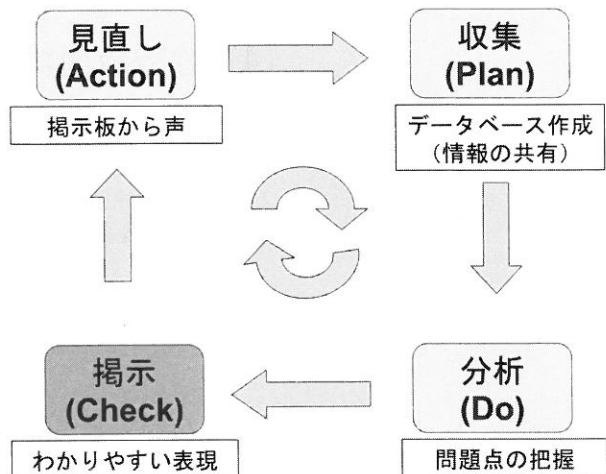 見直し
(Action)
掲示板から声
収集
(Plan)
データベース作成
（情報の共有）
掲示
(Check)
わかりやすい表現
分析
(Do)
問題点の把握